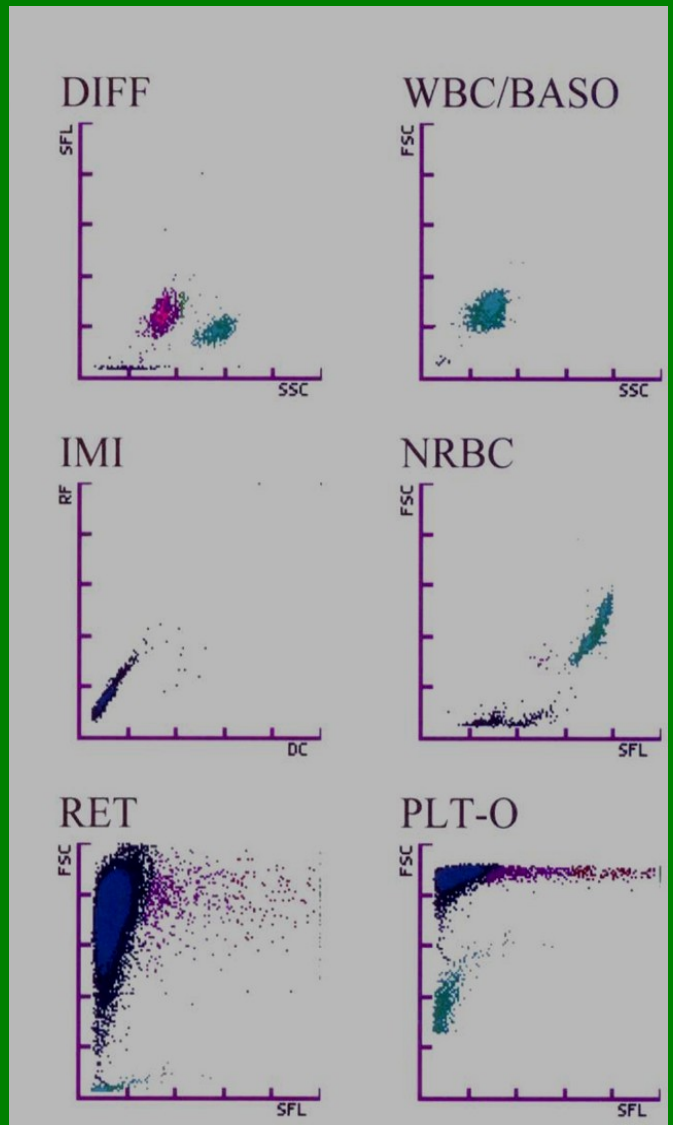 DIFF
SFL
SSC
WBC/BASO
FSC
SSC
IMI
RF
DC
NRBC
FSC
SFL
RET
FSC
SFL
PLT-O
FSC
SFL